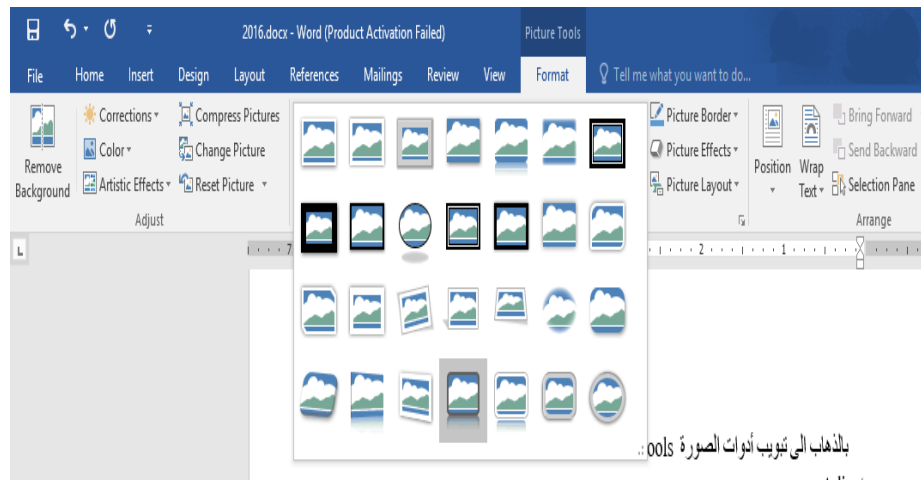 2016.docx - Word (Product Activation Failed)
Picture Tools
File Home Insert Design Layout References Mailings Review View Format Tell me what you want to do...
Remove Background
Corrections
Color
Artistic Effects
Compress Pictures
Change Picture
Reset Picture
Adjust
Picture Border
Picture Effects
Picture Layout
Position
Wrap Text
Bring Forward
Send Backward
Selection Pane
Arrange
L
7 2 1
بالذهاب الى تبويب أدوات الصورة ools